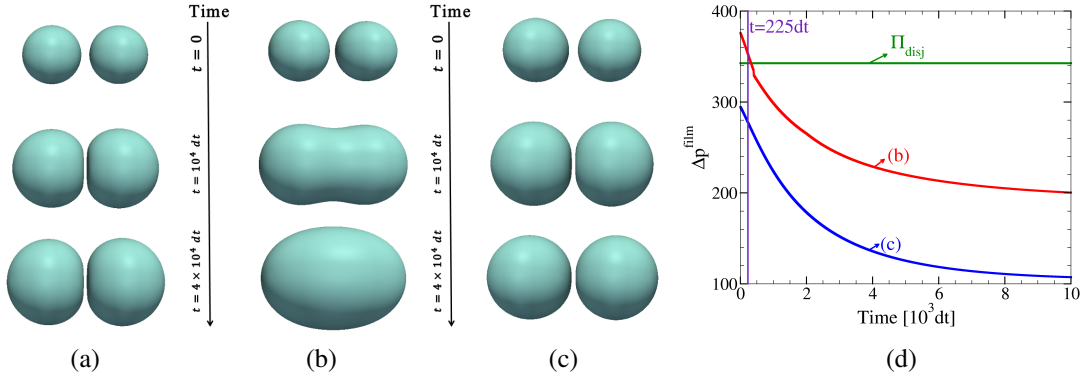 Time
t = 0
t = 10⁴ dt
t = 4 × 10⁴ dt
Time
t = 0
t = 10⁴ dt
t = 4 × 10⁴ dt
400
300
200
100
Δp^film
t=225dt
Π_disj
(b)
(c)
0 2 4 6 8 10
Time [10³dt]
(a) (b) (c) (d)